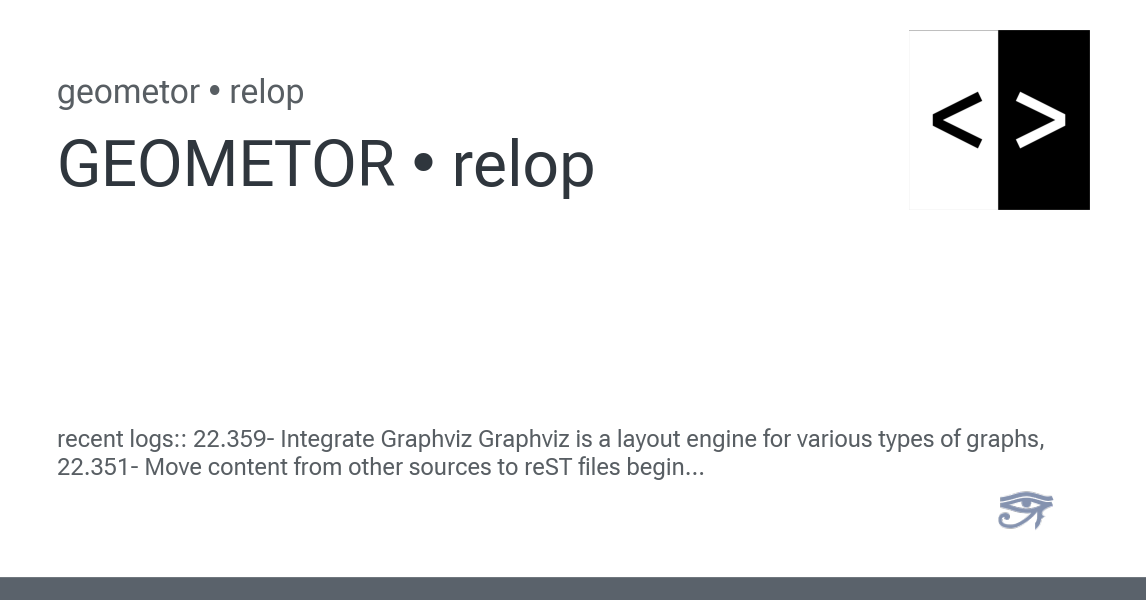 geometor • relop
GEOMETOR • relop
< >
recent logs:: 22.359- Integrate Graphviz Graphviz is a layout engine for various types of graphs,
22.351- Move content from other sources to reST files begin...